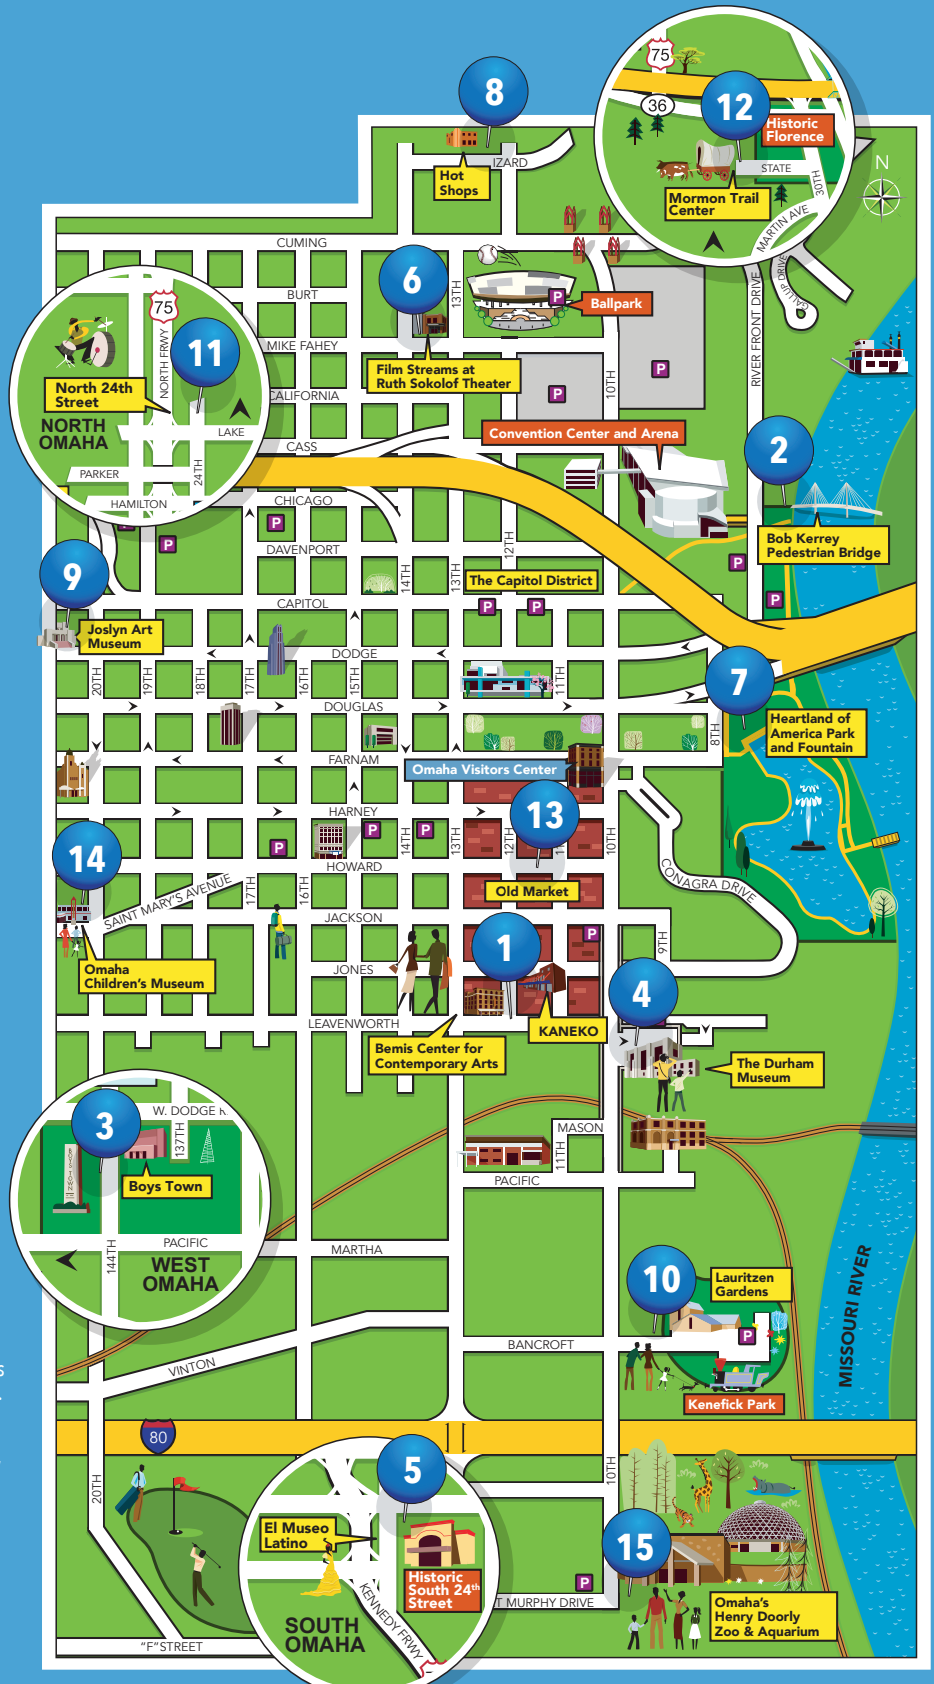 8
12
75
36
Historic
Florence
STATE
30TH
Mormon Trail
Center
MARTIN AVE
GALLUP DRIVE
N
Hot
Shops
IZARD
CUMING
6
13TH
BURT
Ballpark
MIKE FAHEY
Film Streams at
Ruth Sokolof Theater
P
P
P
10TH
RIVER FRONT DRIVE
75
NORTH FRWY
11
North 24th
Street
NORTH
OMAHA
LAKE
PARKER
24TH
HAMILTON
CALIFORNIA
CASS
Convention Center and Arena
2
Bob Kerrey
Pedestrian Bridge
CHICAGO
P
P
12TH
DAVENPORT
14TH
13TH
The Capitol District
P
P
P
P
9
Joslyn Art
Museum
CAPITOL
DODGE
20TH
19TH
18TH
17TH
16TH
15TH
11TH
DOUGLAS
8TH
7
Heartland of
America Park
and Fountain
FARNAM
Omaha Visitors Center
13
HARNEY
P
P
P
14TH
13TH
12TH
10TH
HOWARD
Old Market
CONAGRA DRIVE
14
SAINT MARY'S AVENUE
17TH
16TH
JACKSON
Omaha
Children's Museum
1
P
9TH
JONES
4
LEAVENWORTH
KANEKO
Bemis Center for
Contemporary Arts
The Durham
Museum
3
W. DODGE R
137TH
BOYS TOWN
Boys Town
PACIFIC
144TH
WEST
OMAHA
MASON
11TH
PACIFIC
MARTHA
10
Lauritzen
Gardens
P
BANCROFT
Kenefick Park
MISSOURI RIVER
VINTON
80
20TH
10TH
5
El Museo
Latino
Historic
South 24th
Street
KENNEDY FRWY
SOUTH
OMAHA
15
P
T MURPHY DRIVE
Omaha's
Henry Doorly
Zoo & Aquarium
"F" STREET